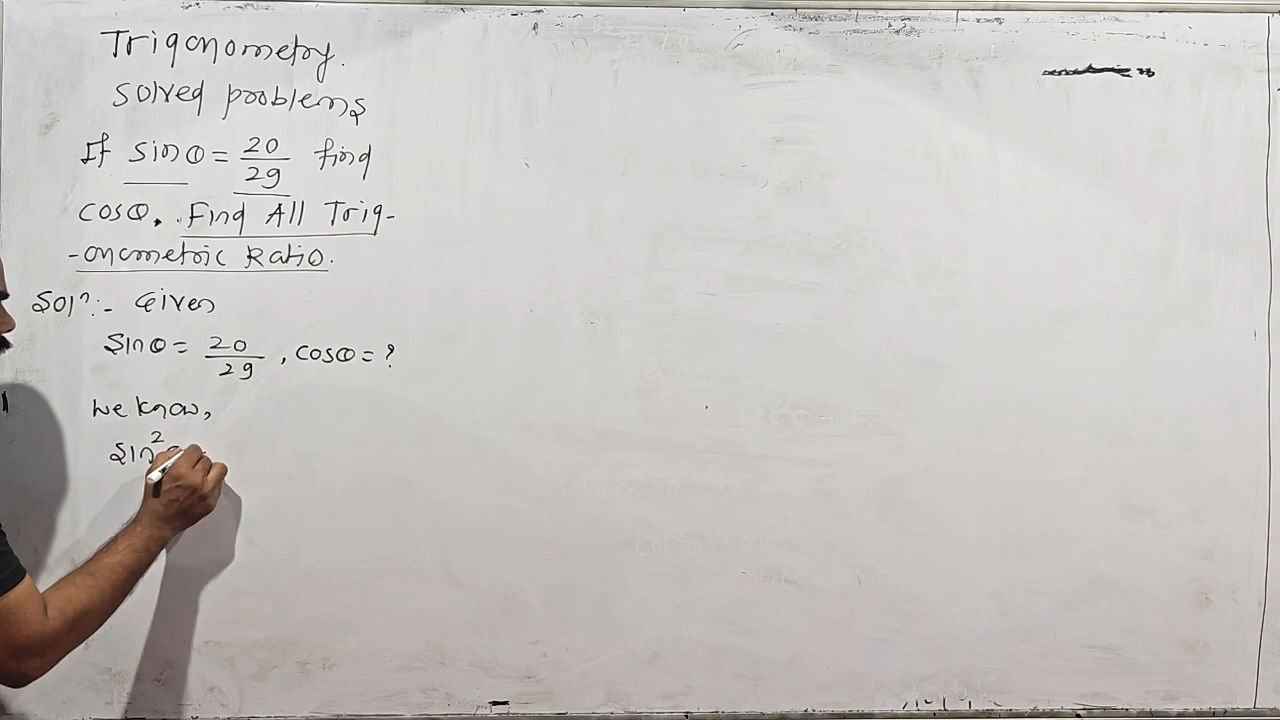 Trigonometry.
Solved problems
If sinθ = 20/29 find
cosθ. . Find All Trig-
-onometric Ratio.
Solⁿ:- Given
Sinθ = 20/29 , cosθ = ?
We know,
Sin²